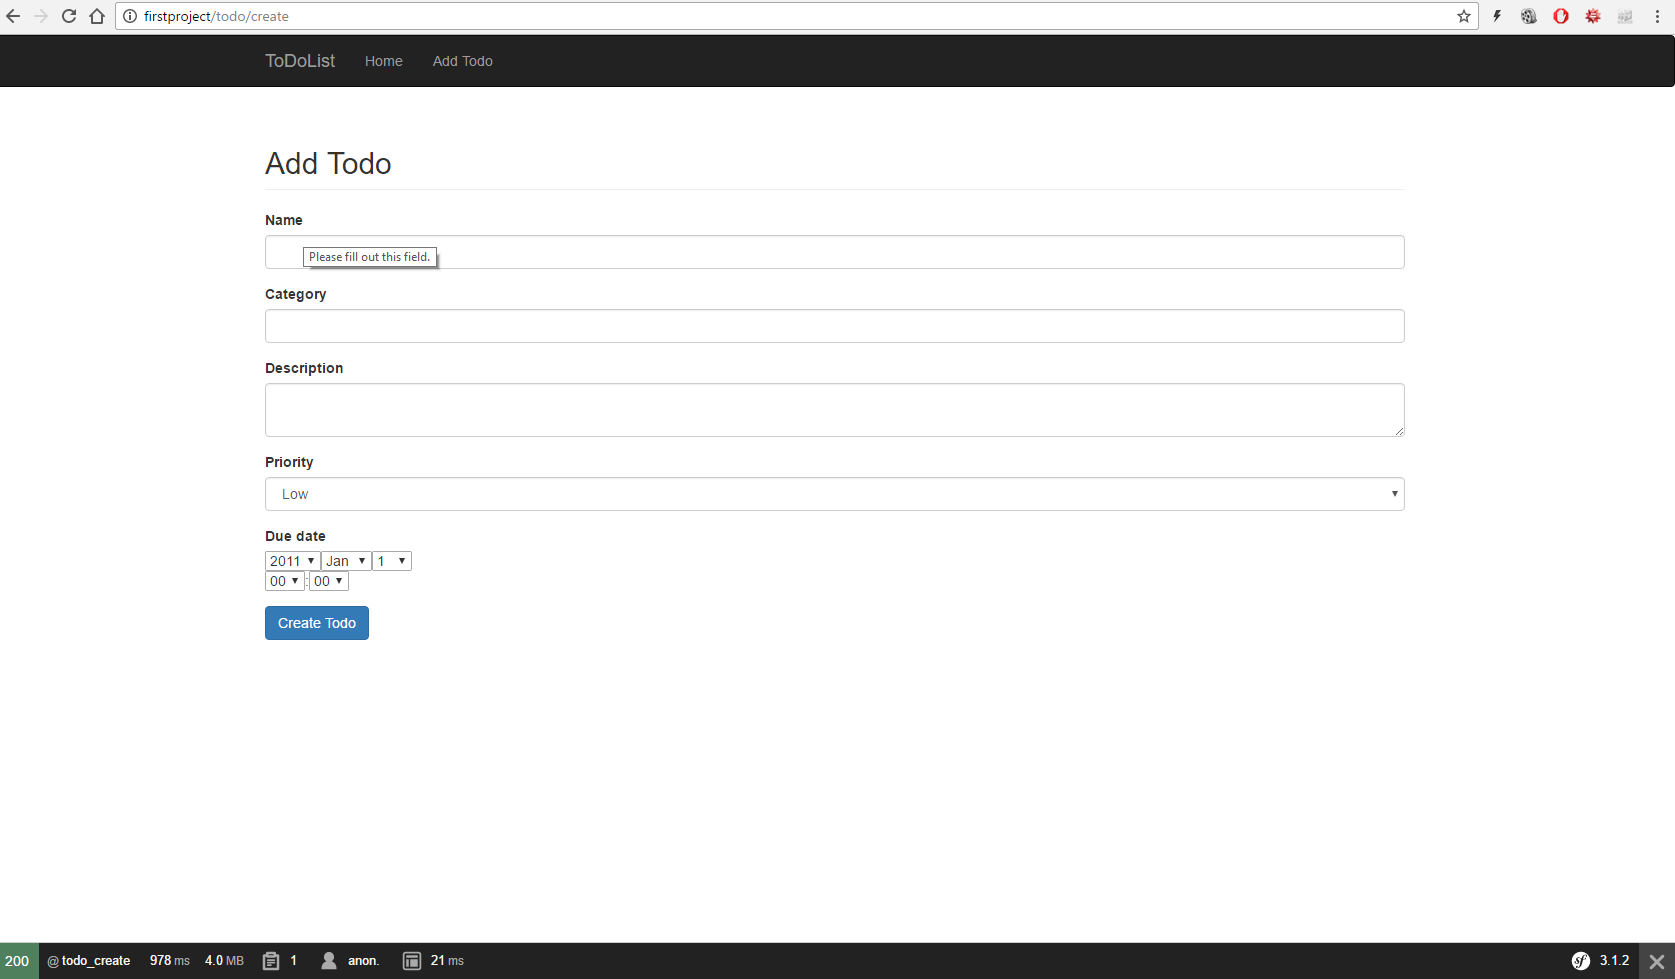 firstproject/todo/create
ToDoList Home Add Todo
Add Todo
Name
Please fill out this field.
Category
Description
Priority
Low
Due date
2011 Jan 1
00 : 00
Create Todo
200 @ todo_create 978 ms 4.0 MB 1 anon. 21 ms sf 3.1.2